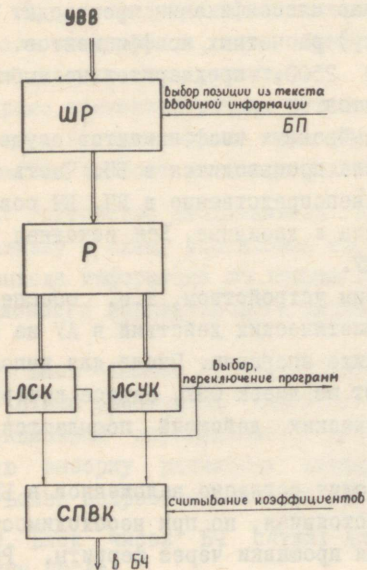 УВВ
ШР
выбор позиции из текста
вводимой информации
БП
Р
ЛСК
ЛСУК
выбор,
переключение программ
СПВК
считывание коэффициентов
в БЧ